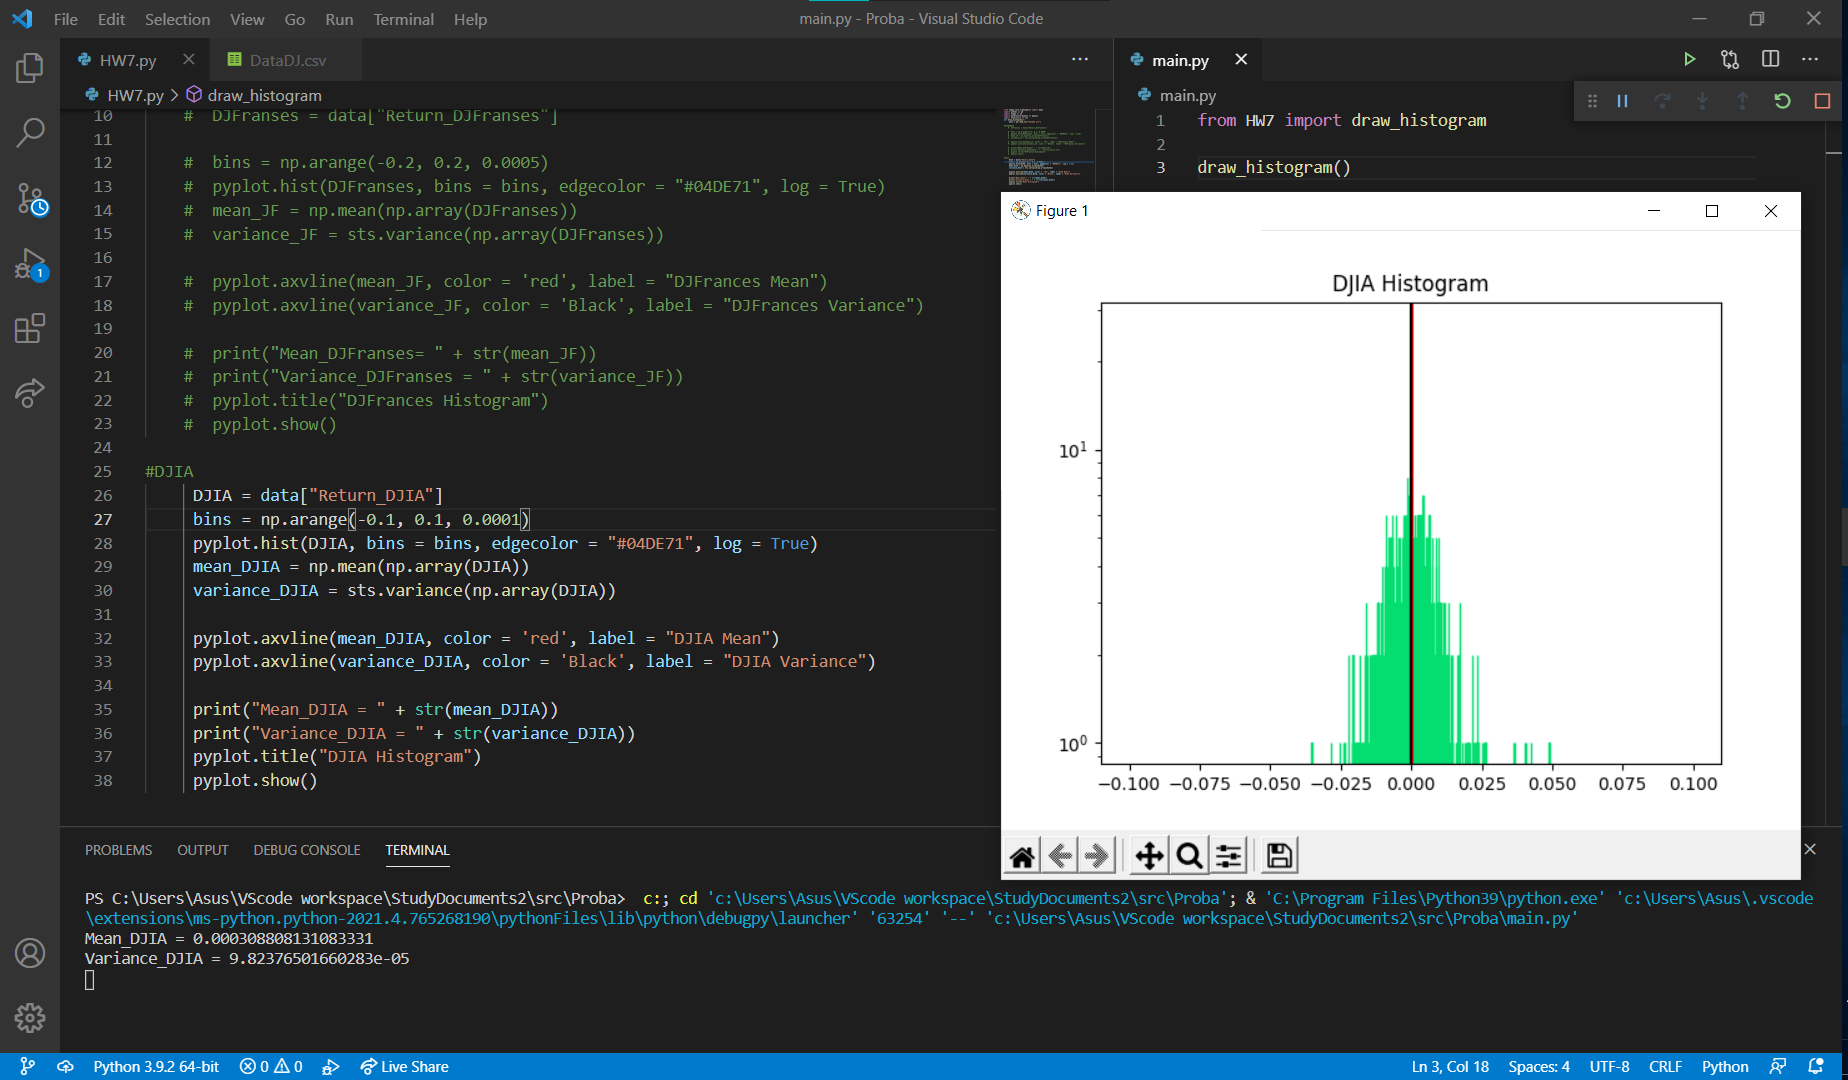 File Edit Selection View Go Run Terminal Help
main.py - Proba - Visual Studio Code
HW7.py
DataDJ.csv
HW7.py > draw_histogram
10 # DJFranses = data["Return_DJFranses"]
11
12 # bins = np.arange(-0.2, 0.2, 0.0005)
13 # pyplot.hist(DJFranses, bins = bins, edgecolor = "#04DE71", log = True)
14 # mean_JF = np.mean(np.array(DJFranses))
15 # variance_JF = sts.variance(np.array(DJFranses))
16
17 # pyplot.axvline(mean_JF, color = 'red', label = "DJFrances Mean")
18 # pyplot.axvline(variance_JF, color = 'Black', label = "DJFrances Variance")
19
20 # print("Mean_DJFranses= " + str(mean_JF))
21 # print("Variance_DJFranses = " + str(variance_JF))
22 # pyplot.title("DJFrances Histogram")
23 # pyplot.show()
24
25 #DJIA
26 DJIA = data["Return_DJIA"]
27 bins = np.arange(-0.1, 0.1, 0.0001)
28 pyplot.hist(DJIA, bins = bins, edgecolor = "#04DE71", log = True)
29 mean_DJIA = np.mean(np.array(DJIA))
30 variance_DJIA = sts.variance(np.array(DJIA))
31
32 pyplot.axvline(mean_DJIA, color = 'red', label = "DJIA Mean")
33 pyplot.axvline(variance_DJIA, color = 'Black', label = "DJIA Variance")
34
35 print("Mean_DJIA = " + str(mean_DJIA))
36 print("Variance_DJIA = " + str(variance_DJIA))
37 pyplot.title("DJIA Histogram")
38 pyplot.show()
main.py
main.py
1 from HW7 import draw_histogram
2
3 draw_histogram()
Figure 1
DJIA Histogram
10¹
10⁰
−0.100 −0.075 −0.050 −0.025 0.000 0.025 0.050 0.075 0.100
1
PROBLEMS OUTPUT DEBUG CONSOLE TERMINAL
PS C:\Users\Asus\VScode workspace\StudyDocuments2\src\Proba> c:; cd 'c:\Users\Asus\VScode workspace\StudyDocuments2\src\Proba'; & 'C:\Program Files\Python39\python.exe' 'c:\Users\Asus\.vscode
\extensions\ms-python.python-2021.4.765268190\pythonFiles\lib\python\debugpy\launcher' '63254' '--' 'c:\Users\Asus\VScode workspace\StudyDocuments2\src\Proba\main.py'
Mean_DJIA = 0.000308808131083331
Variance_DJIA = 9.82376501660283e-05
Python 3.9.2 64-bit 0 0 Live Share
Ln 3, Col 18 Spaces: 4 UTF-8 CRLF Python